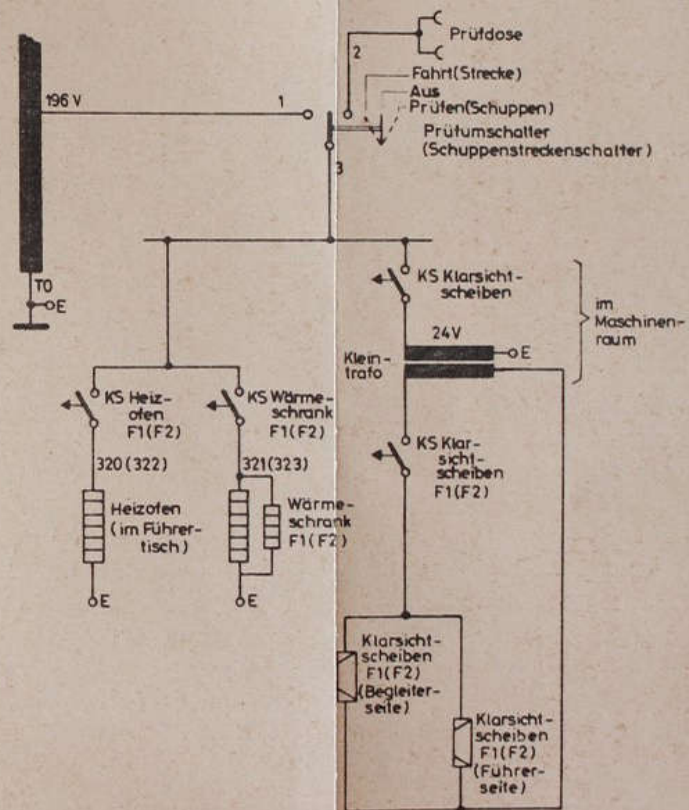 Prüfdose
2
Fahrt(Strecke)
Aus
Prüfen(Schuppen)
196 V
1
Prüfumschalter
(Schuppenstreckenschalter)
3
TO
E
KS Klarsicht-
scheiben
im
Maschinen-
raum
24V
E
Klein-
trafo
KS Heiz-
ofen
F1(F2)
KS Wärme-
schrank
F1(F2)
KS Klar-
sicht-
scheiben
F1(F2)
320(322)
321(323)
Heizofen
(im Führer-
tisch)
Wärme-
schrank
F1(F2)
E
E
Klarsicht-
scheiben
F1(F2)
(Begleiter-
seite)
Klarsicht-
scheiben
F1(F2)
(Führer-
seite)